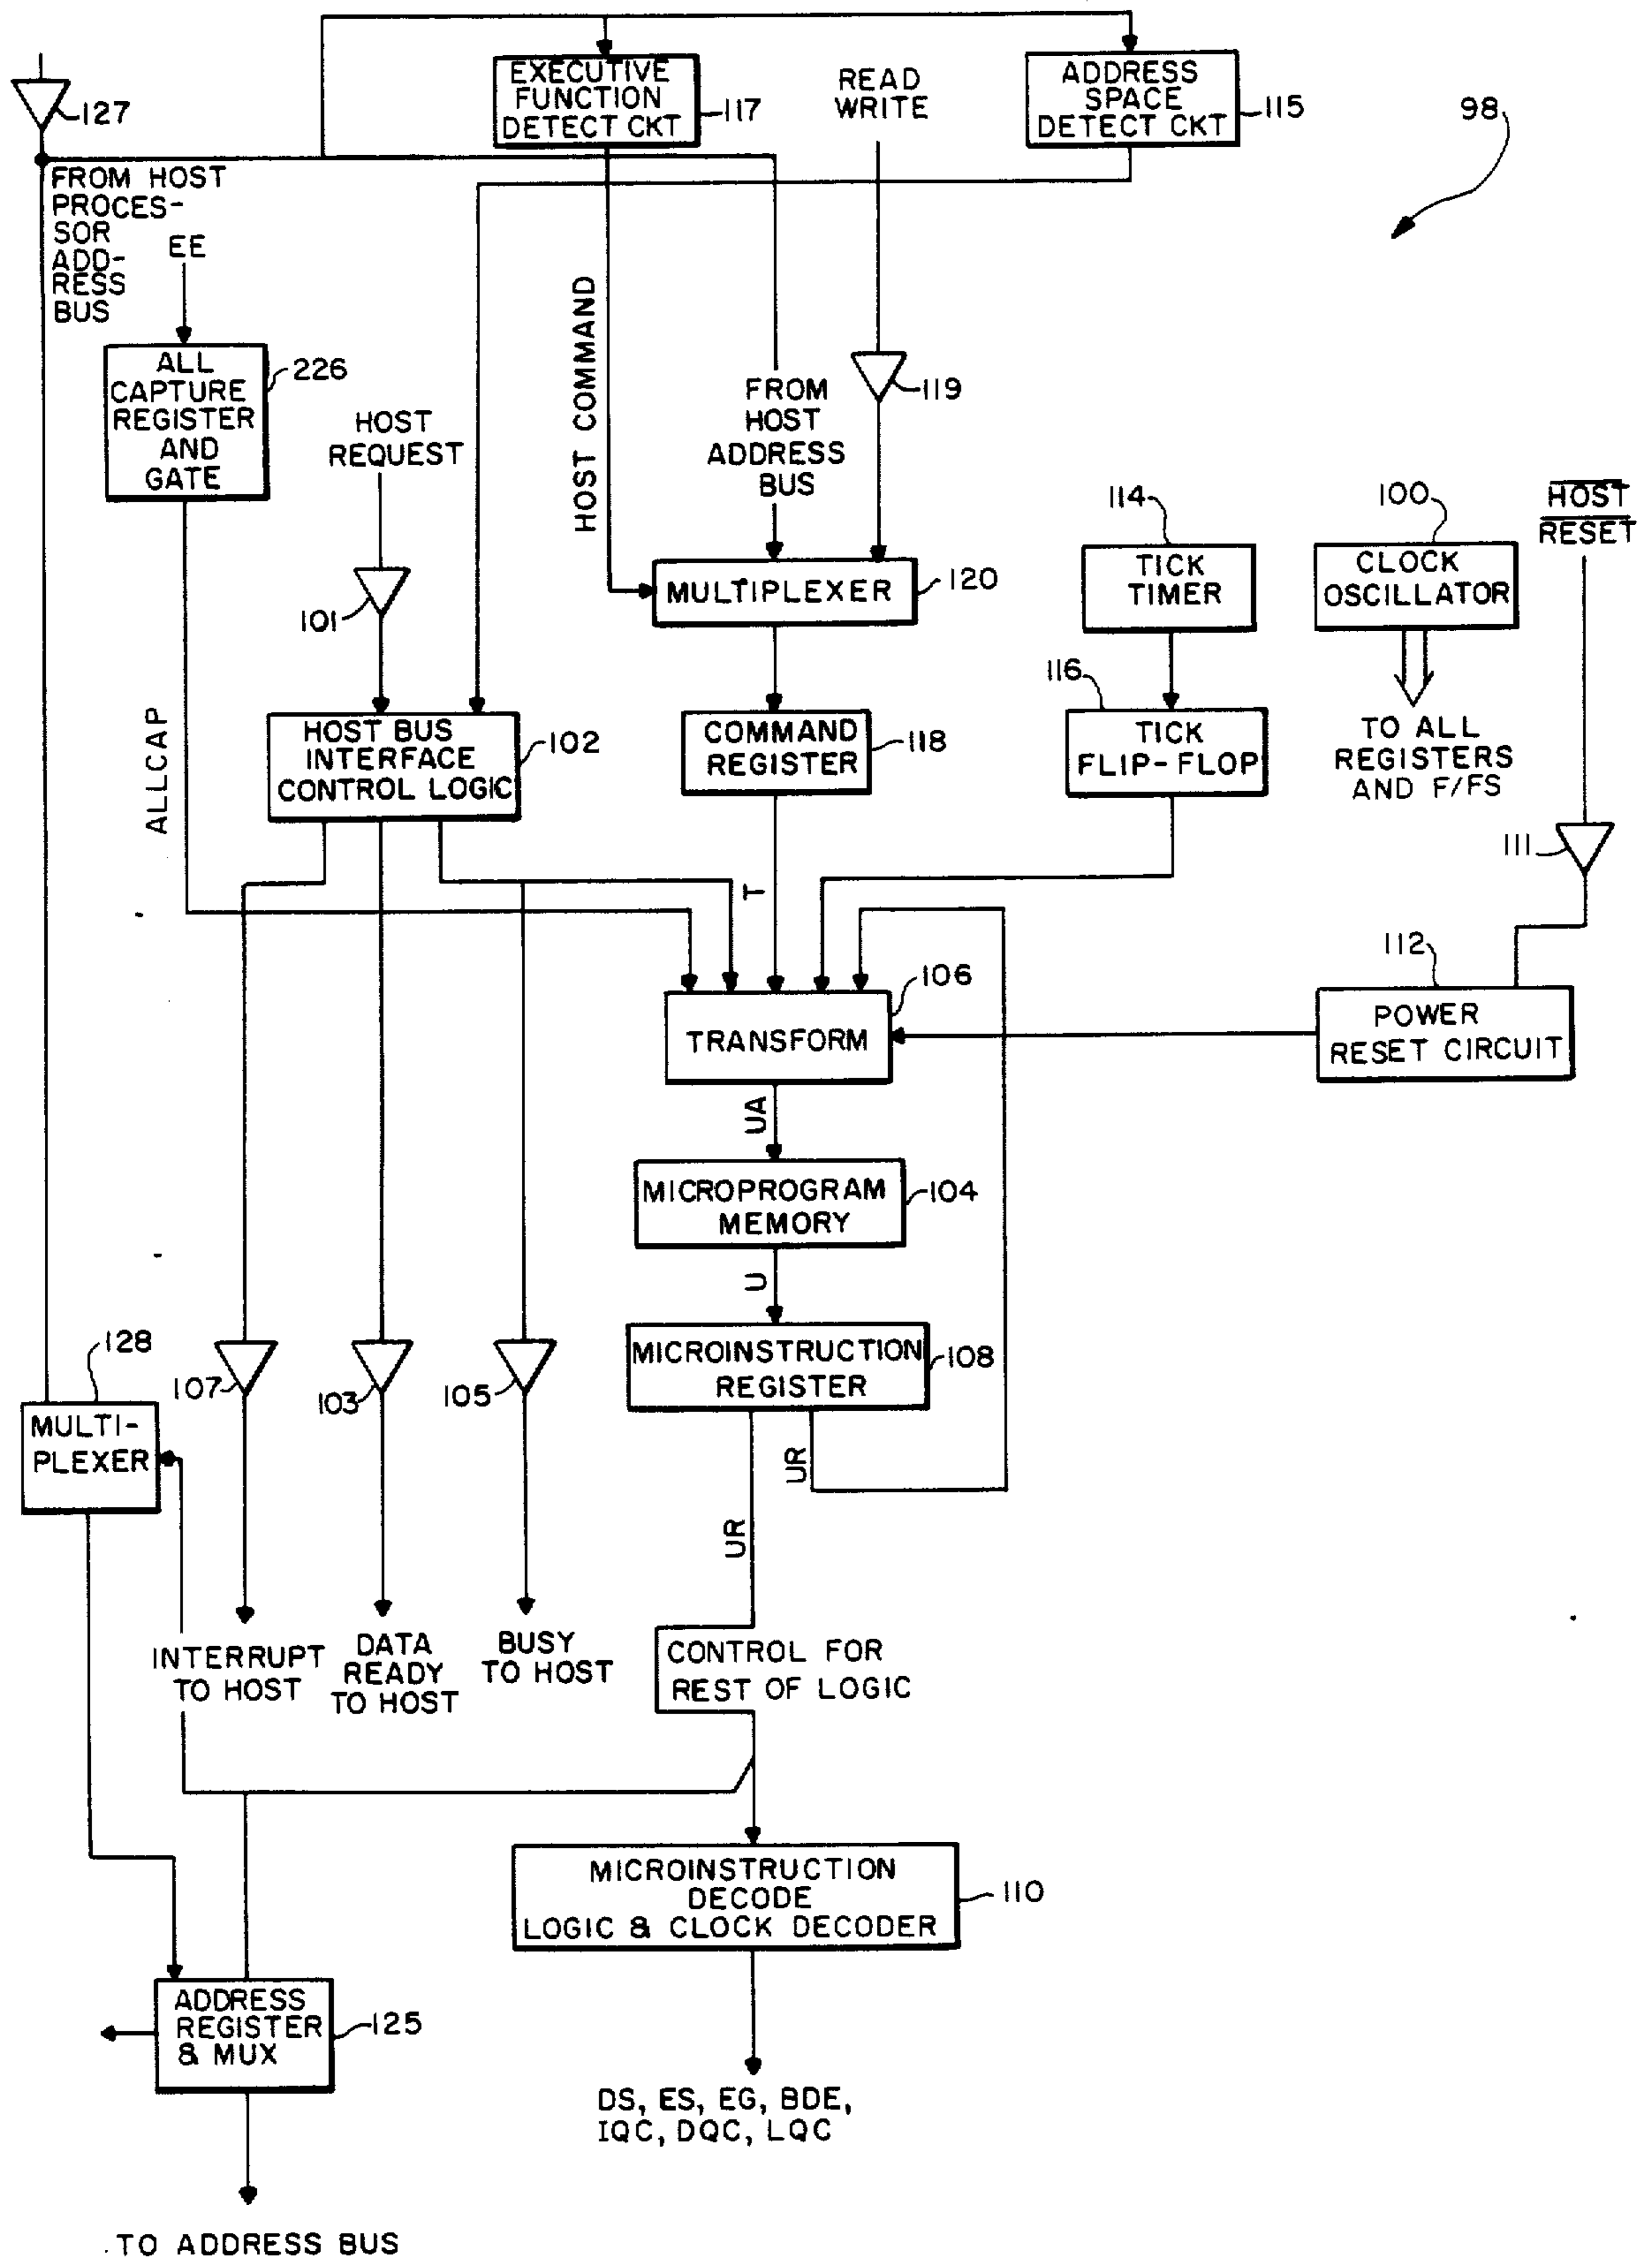 EXECUTIVE
FUNCTION
DETECT CKT
117
READ
WRITE
ADDRESS
SPACE
DETECT CKT
115
98
127
FROM HOST
PROCES-
SOR
ADD-
RESS
BUS
EE
ALL
CAPTURE
REGISTER
AND
GATE
226
HOST
REQUEST
101
HOST COMMAND
FROM
HOST
ADDRESS
BUS
119
MULTIPLEXER
120
114
TICK
TIMER
100
CLOCK
OSCILLATOR
HOST
RESET
ALLCAP
HOST BUS
INTERFACE
CONTROL LOGIC
102
COMMAND
REGISTER
118
116
TICK
FLIP-FLOP
TO ALL
REGISTERS
AND F/FS
111
T
106
TRANSFORM
112
POWER
RESET CIRCUIT
UA
MICROPROGRAM
MEMORY
104
U
MICROINSTRUCTION
REGISTER
108
128
MULTI-
PLEXER
107
103
105
UR
UR
INTERRUPT
TO HOST
DATA
READY
TO HOST
BUSY
TO HOST
CONTROL FOR
REST OF LOGIC
MICROINSTRUCTION
DECODE
LOGIC & CLOCK DECODER
110
ADDRESS
REGISTER
& MUX
125
DS, ES, EG, BDE,
IQC, DQC, LQC
TO ADDRESS BUS